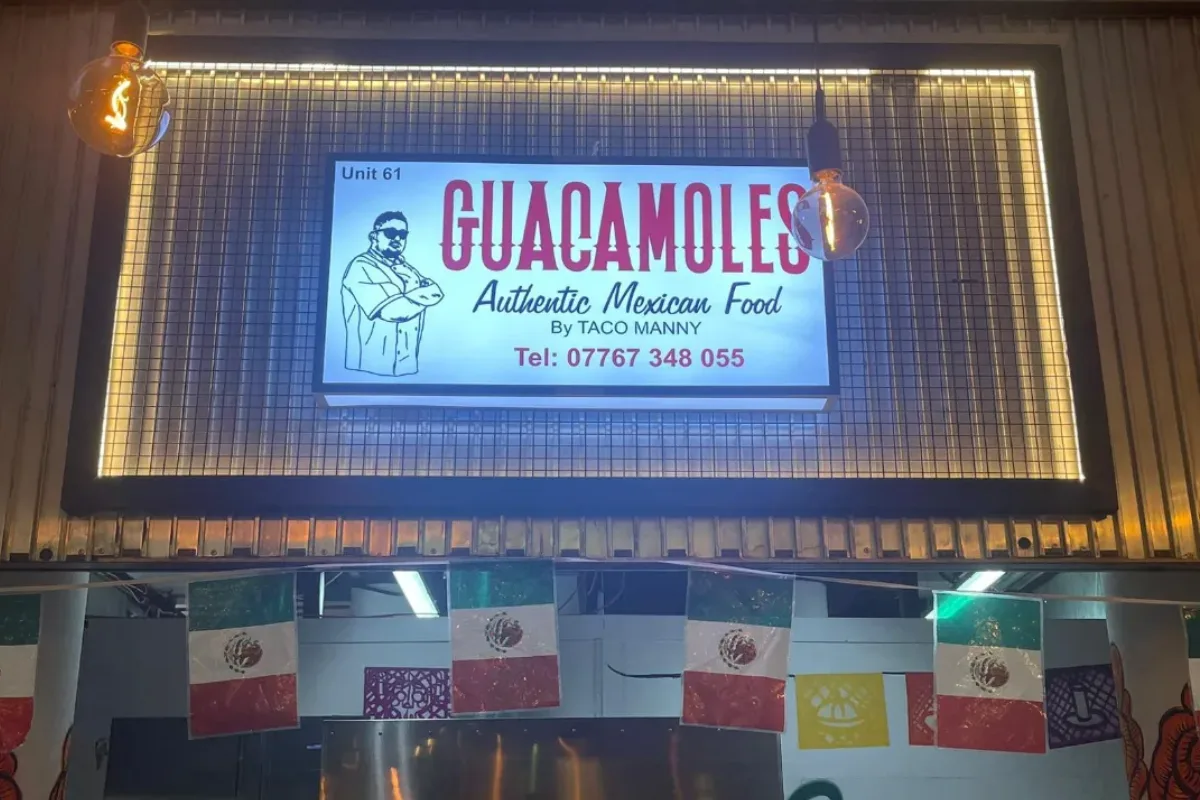 Unit 61
GUACAMOLES
Authentic Mexican Food
By TACO MANNY
Tel: 07767 348 055